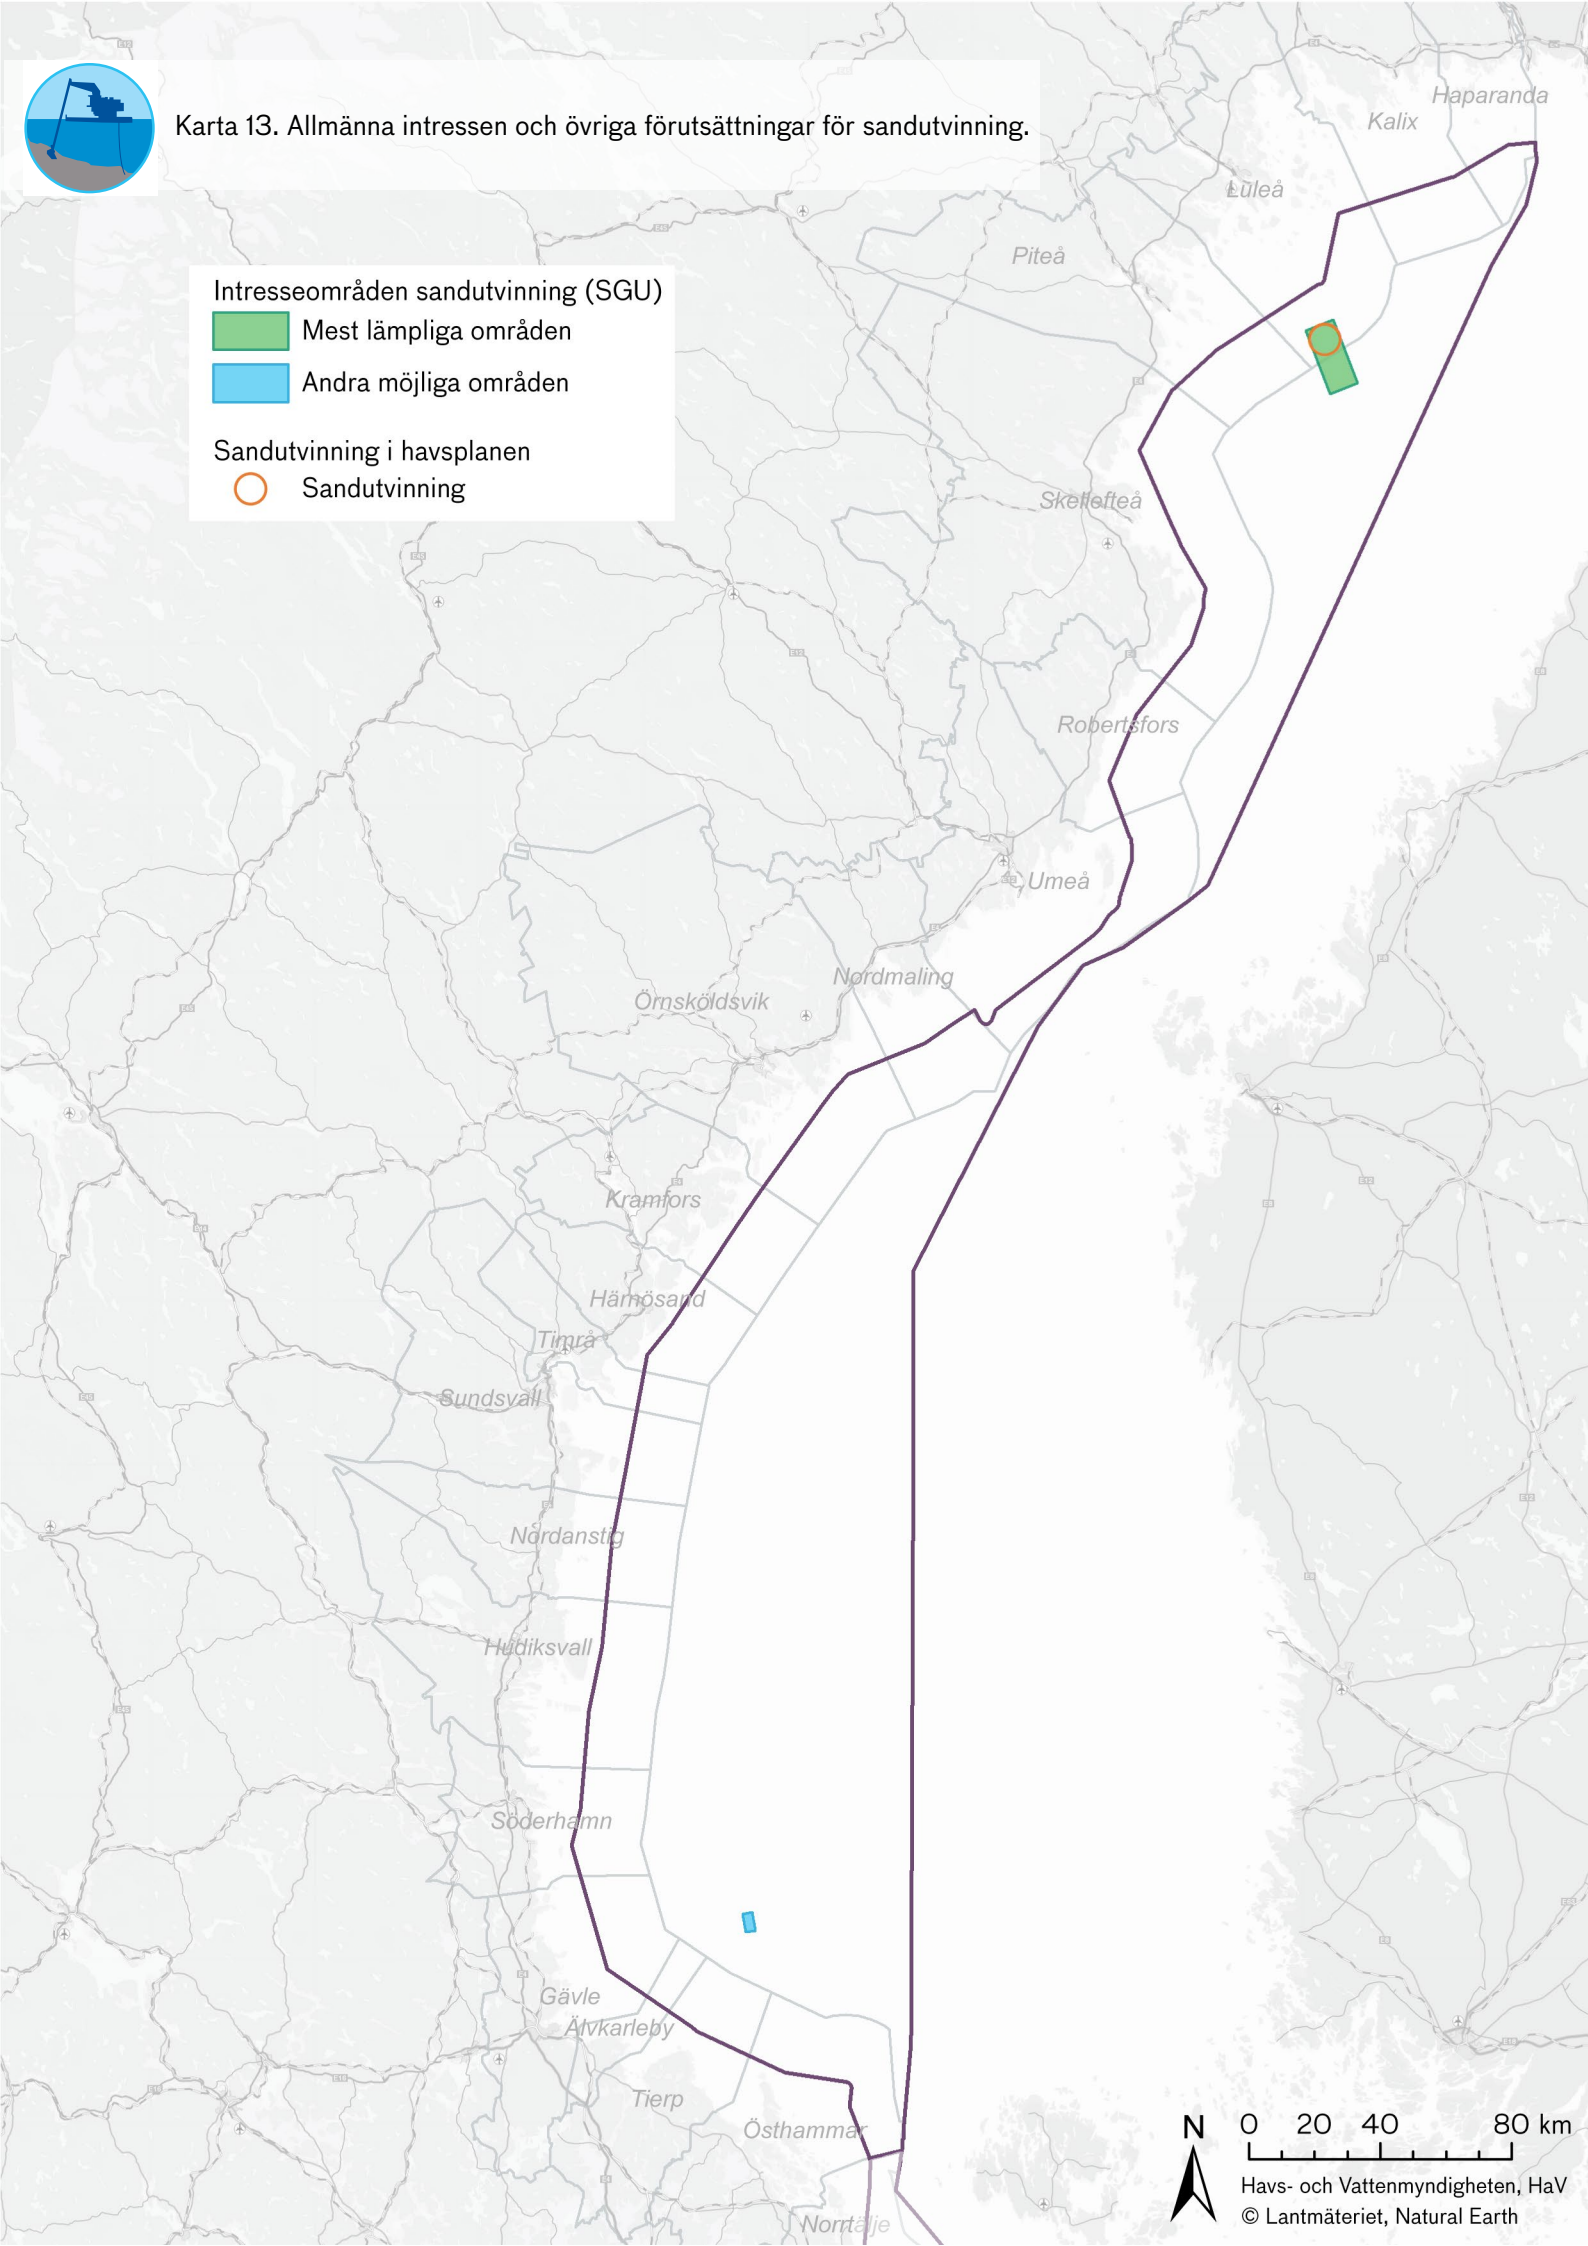 Karta 13. Allmänna intressen och övriga förutsättningar för sandutvinning.
Intresseområden sandutvinning (SGU)
Mest lämpliga områden
Andra möjliga områden
Sandutvinning i havsplanen
Sandutvinning
Haparanda
Kalix
Luleå
Piteå
Skellefteå
Robertsfors
Umeå
Nordmaling
Örnsköldsvik
Kramfors
Härnösand
Timrå
Sundsvall
Nordanstig
Hudiksvall
Söderhamn
Gävle
Älvkarleby
Tierp
Östhammar
Norrtälje
N
0 20 40 80 km
Havs- och Vattenmyndigheten, HaV
© Lantmäteriet, Natural Earth